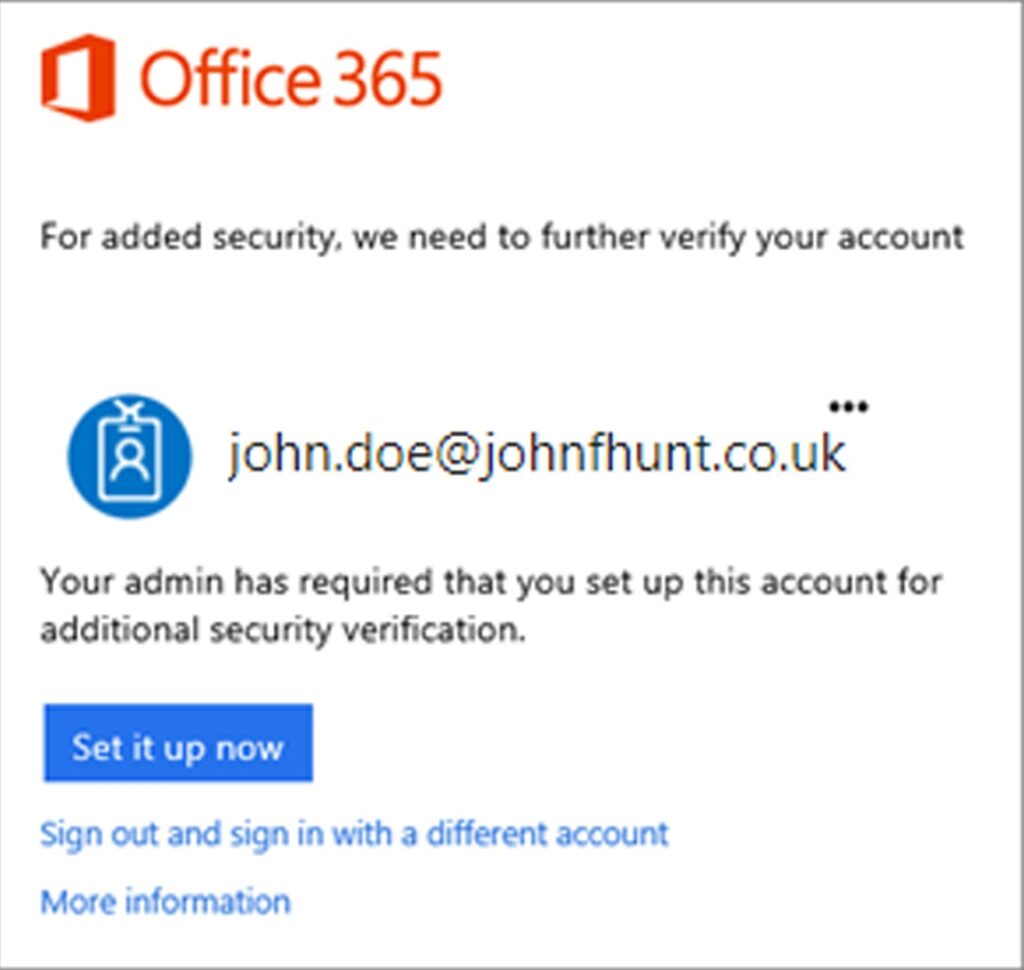 Office 365
For added security, we need to further verify your account
...
john.doe@johnfhunt.co.uk
Your admin has required that you set up this account for
additional security verification.
Set it up now
Sign out and sign in with a different account
More information